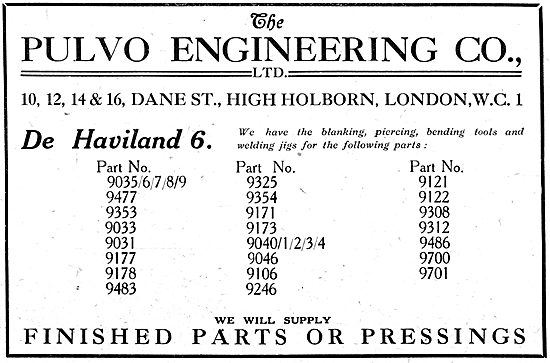 The
PULVO ENGINEERING CO.,
LTD.
10, 12, 14 & 16, DANE ST., HIGH HOLBORN, LONDON, W.C. 1
De Haviland 6.
We have the blanking, piercing, bending tools and
welding jigs for the following parts :
Part No.
9035/6/7/8/9
9477
9353
9033
9031
9177
9178
9483
Part No.
9325
9354
9171
9173
9040/1/2/3/4
9046
9106
9246
Part No.
9121
9122
9308
9312
9486
9700
9701
WE WILL SUPPLY
FINISHED PARTS OR PRESSINGS